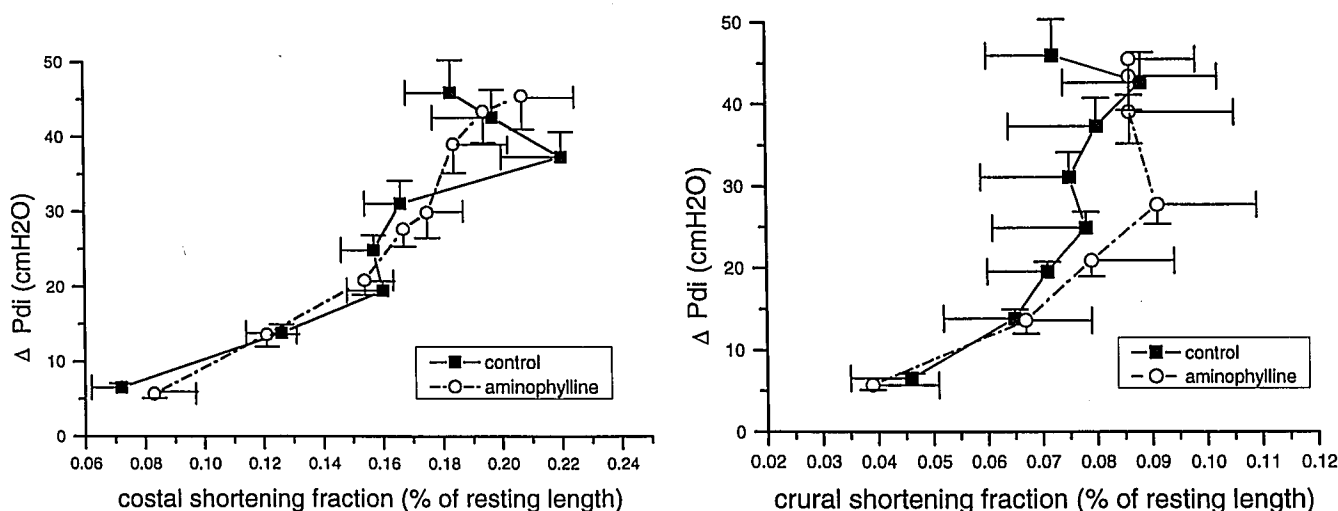 50
40
30
20
10
0
Δ Pdi (cmH2O)
control
aminophylline
0.06 0.08 0.10 0.12 0.14 0.16 0.18 0.20 0.22 0.24
costal shortening fraction (% of resting length)
50
40
30
20
10
0
Δ Pdi (cmH2O)
control
aminophylline
0.02 0.03 0.04 0.05 0.06 0.07 0.08 0.09 0.10 0.11 0.12
crural shortening fraction (% of resting length)